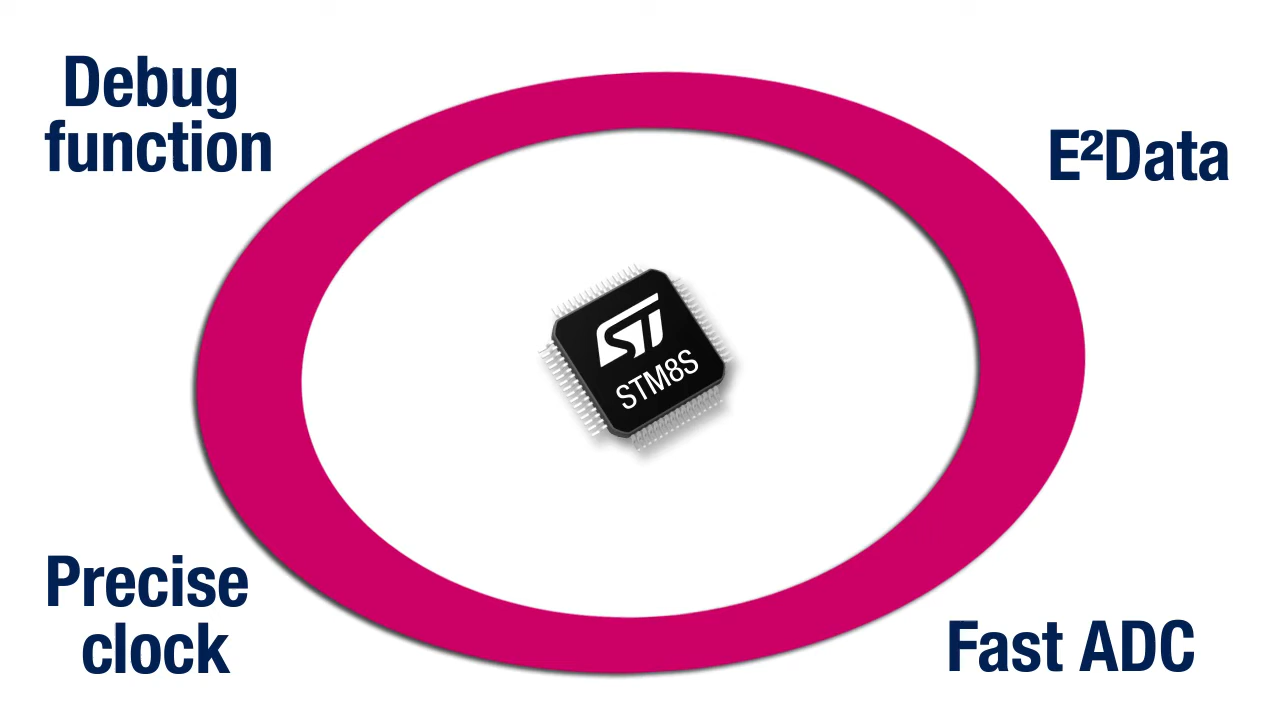 Debug
function
E²Data
ST
STM8S
Precise
clock
Fast ADC